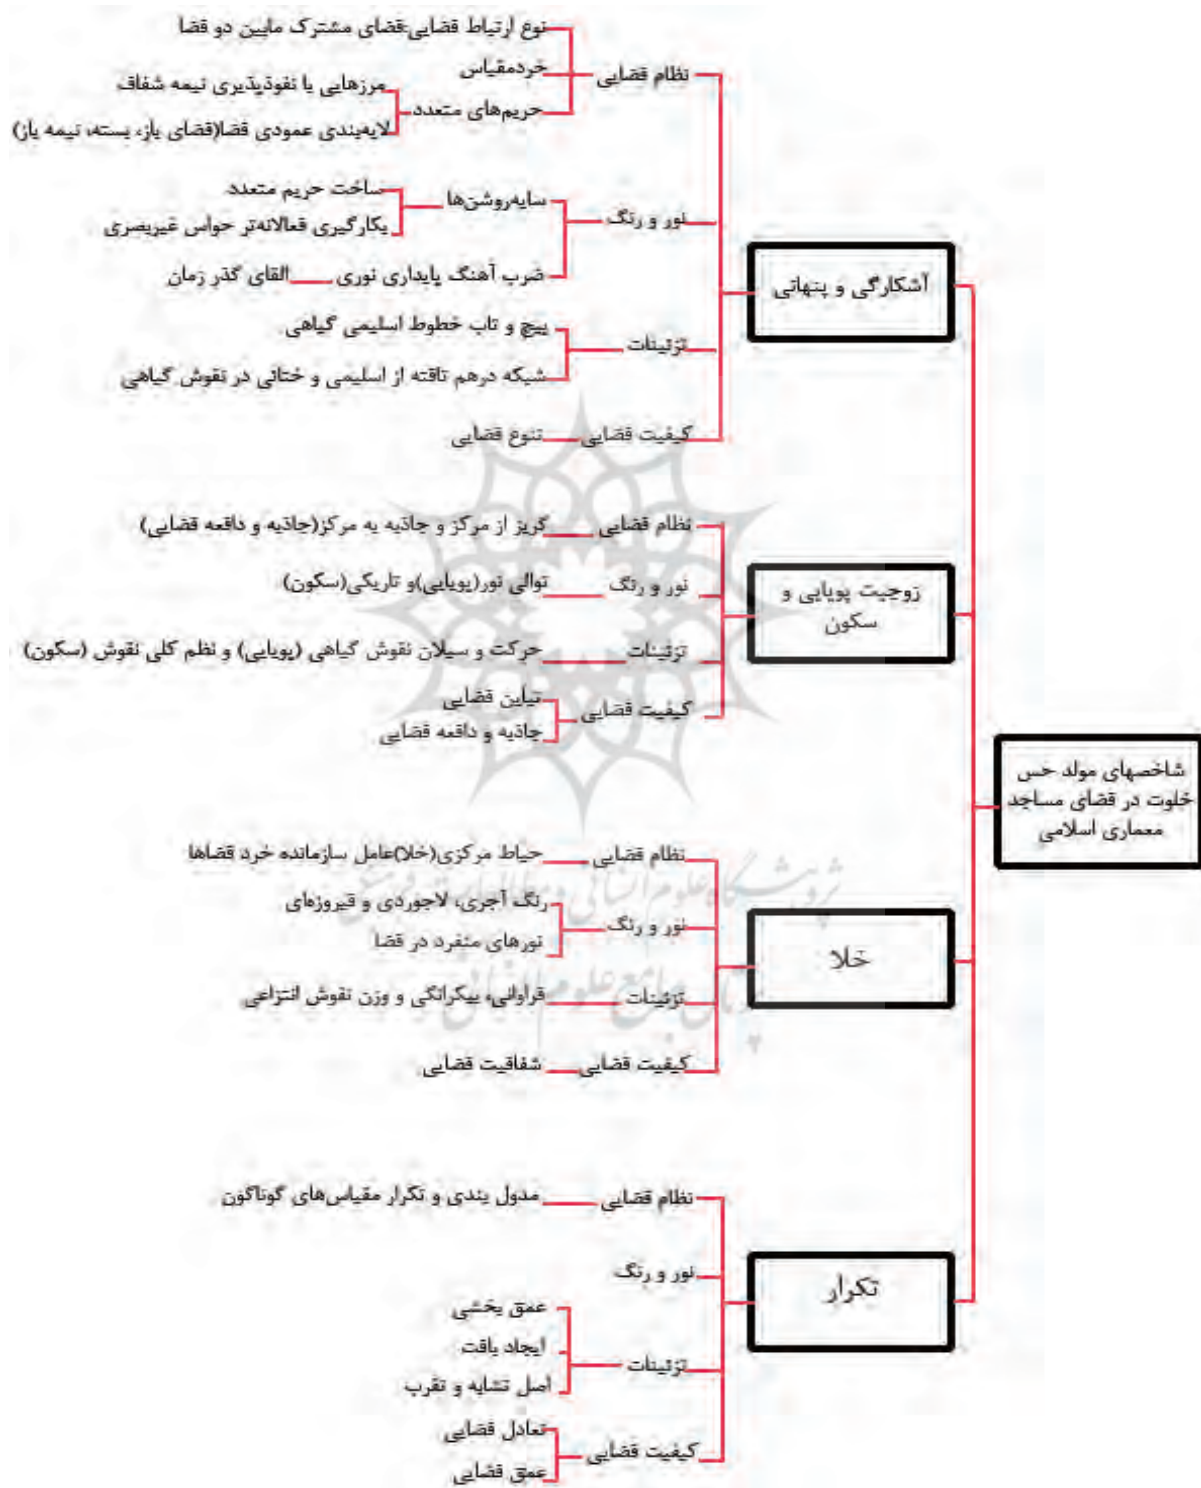 شاخصهای مولد حس
خلوت در فضای مساجد
معماری اسلامی
آشکارگی و پنهانی
نظام فضایی
نوع ارتباط فضایی:فضای مشترک مابین دو فضا
خردمقیاس
حریم‌های متعدد
مرزهایی با نفوذپذیری نیمه شفاف
لایه‌بندی عمودی فضا(فضای باز، بسته، نیمه باز)
نور و رنگ
سایه‌روشن‌ها
ساخت حریم متعدد
بکارگیری فعالانه‌تر حواس غیربصری
ضرب آهنگ پایداری نوری
القای گذر زمان
تزئینات
پیچ و تاب خطوط اسلیمی گیاهی
شبکه درهم تافته از اسلیمی و ختائی در نقوش گیاهی
کیفیت فضایی
تنوع فضایی
زوجیت پویایی و
سکون
نظام فضایی
گریز از مرکز و جاذبه به مرکز(جاذبه و دافعه فضایی)
نور و رنگ
توالی نور(پویایی)و تاریکی(سکون)
تزئینات
حرکت و سیلان نقوش گیاهی (پویایی) و نظم کلی نقوش (سکون)
کیفیت فضایی
تباین فضایی
جاذبه و دافعه فضایی
خلا
نظام فضایی
حیاط مرکزی(خلا)عامل سازمانده خرد فضاها
نور و رنگ
رنگ آجری، لاجوردی و فیروزه‌ای
نورهای منفرد در فضا
تزئینات
فراوانی، بیکرانگی و وزن نقوش انتزاعی
کیفیت فضایی
شفافیت فضایی
تکرار
نظام فضایی
مدول بندی و تکرار مقیاس‌های گوناگون
نور و رنگ
تزئینات
عمق بخشی
ایجاد بافت
اصل تشابه و تقرب
کیفیت فضایی
تعادل فضایی
عمق فضایی
پژوهشگاه علوم انسانی و مطالعات فرهنگی
پرتال جامع علوم انسانی